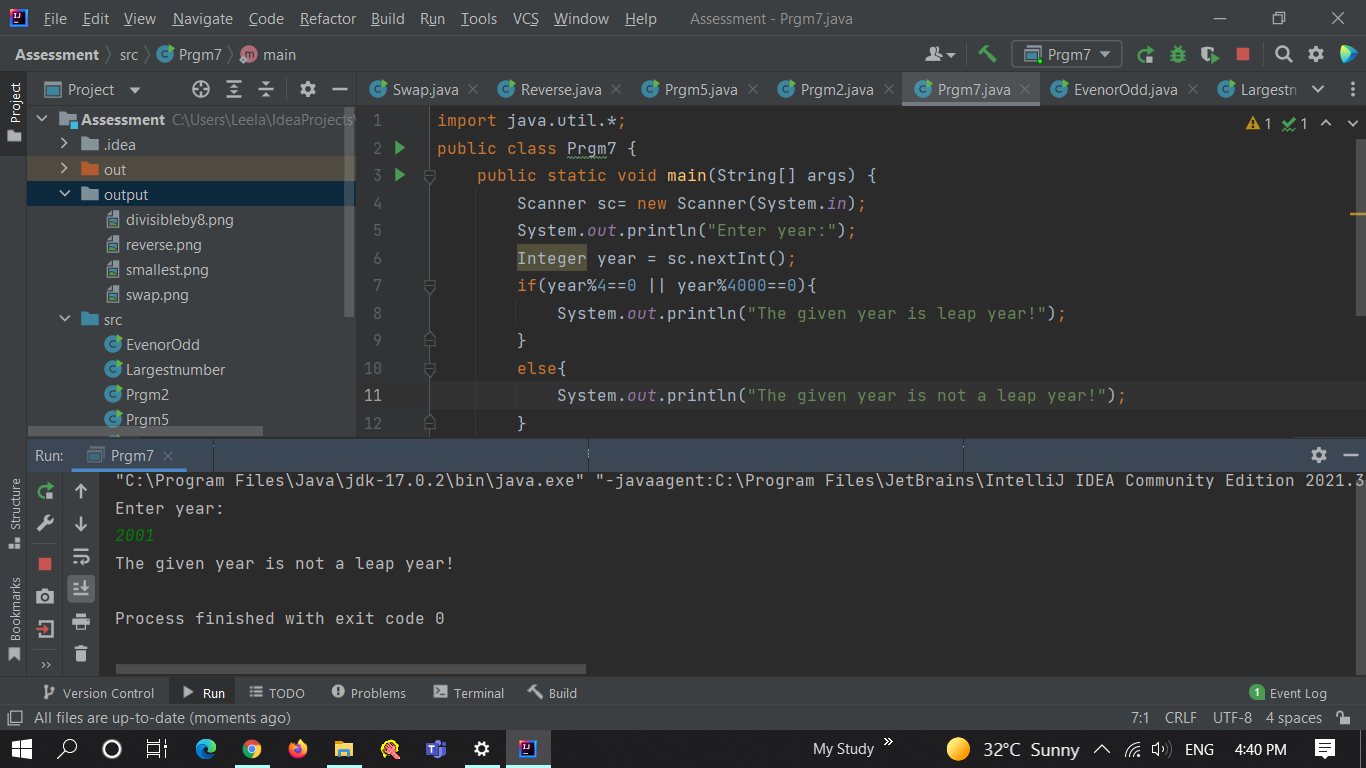 File Edit View Navigate Code Refactor Build Run Tools VCS Window Help Assessment - Prgm7.java
Assessment src Prgm7 main Prgm7
Project Swap.java Reverse.java Prgm5.java Prgm2.java Prgm7.java EvenorOdd.java Largestn
Project
Assessment C:\Users\Leela\IdeaProjects\
.idea
out
output
divisibleby8.png
reverse.png
smallest.png
swap.png
src
EvenorOdd
Largestnumber
Prgm2
Prgm5
1 import java.util.*;
2 public class Prgm7 {
3 public static void main(String[] args) {
4 Scanner sc= new Scanner(System.in);
5 System.out.println("Enter year:");
6 Integer year = sc.nextInt();
7 if(year%4==0 || year%4000==0){
8 System.out.println("The given year is leap year!");
9 }
10 else{
11 System.out.println("The given year is not a leap year!");
12 }
1 1
Run: Prgm7
"C:\Program Files\Java\jdk-17.0.2\bin\java.exe" "-javaagent:C:\Program Files\JetBrains\IntelliJ IDEA Community Edition 2021.3
Enter year:
2001
The given year is not a leap year!
Process finished with exit code 0
Structure
Bookmarks
Version Control Run TODO Problems Terminal Build 1 Event Log
All files are up-to-date (moments ago) 7:1 CRLF UTF-8 4 spaces
My Study 32°C Sunny ENG 4:40 PM